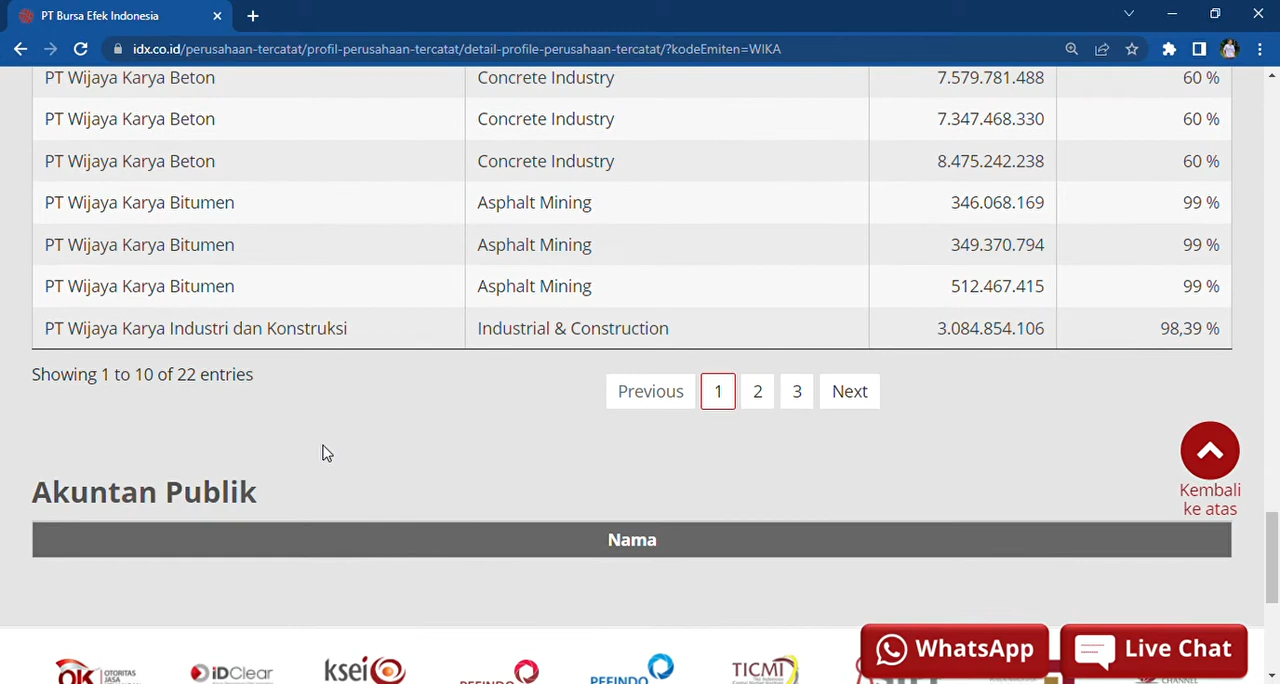 PT Bursa Efek Indonesia
idx.co.id/perusahaan-tercatat/profil-perusahaan-tercatat/detail-profile-perusahaan-tercatat/?kodeEmiten=WIKA
PT Wijaya Karya Beton Concrete Industry 7.579.781.488 60 %
PT Wijaya Karya Beton Concrete Industry 7.347.468.330 60 %
PT Wijaya Karya Beton Concrete Industry 8.475.242.238 60 %
PT Wijaya Karya Bitumen Asphalt Mining 346.068.169 99 %
PT Wijaya Karya Bitumen Asphalt Mining 349.370.794 99 %
PT Wijaya Karya Bitumen Asphalt Mining 512.467.415 99 %
PT Wijaya Karya Industri dan Konstruksi Industrial & Construction 3.084.854.106 98,39 %
Showing 1 to 10 of 22 entries
Previous 1 2 3 Next
Kembali
ke atas
Akuntan Publik
Nama
WhatsApp
Live Chat
OTORITAS
JASA
iDClear
ksei
TICMI